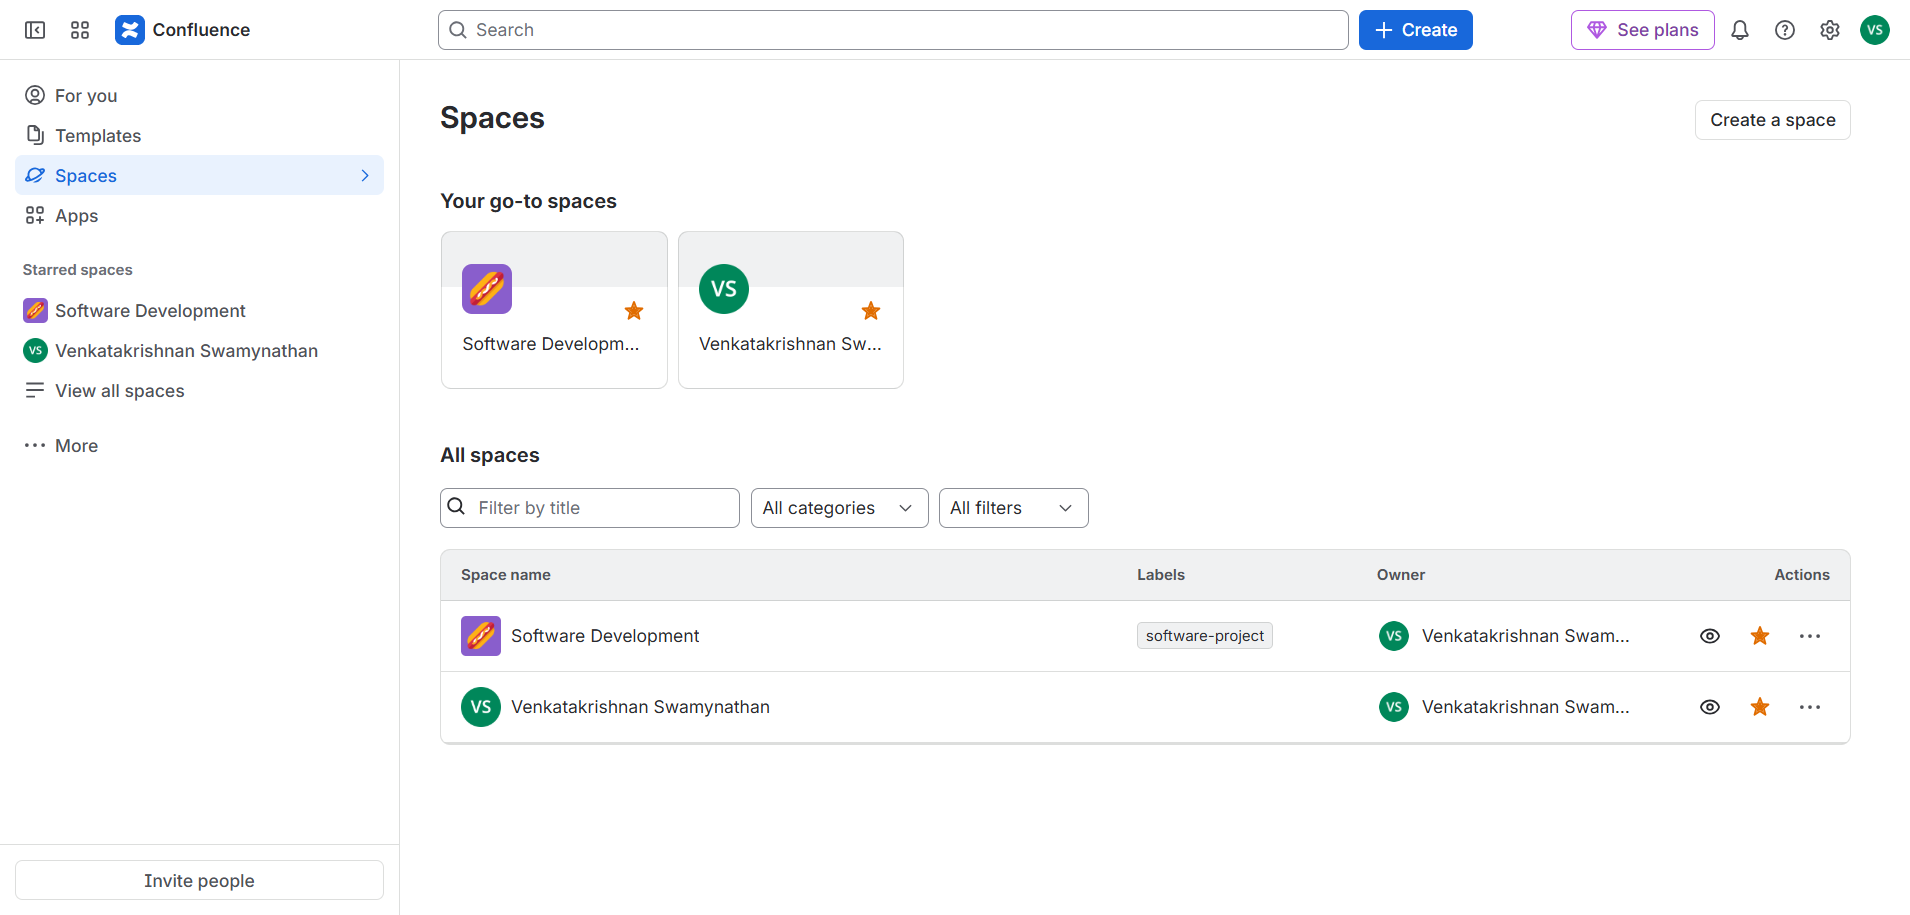 Confluence
Search
Create
See plans
VS
For you
Templates
Spaces
Apps
Starred spaces
Software Development
VS Venkatakrishnan Swamynathan
View all spaces
More
Invite people
Spaces
Create a space
Your go-to spaces
VS
Software Developm...
Venkatakrishnan Sw...
All spaces
Filter by title
All categories
All filters
Space name Labels Owner Actions
Software Development software-project VS Venkatakrishnan Swam...
VS Venkatakrishnan Swamynathan VS Venkatakrishnan Swam...